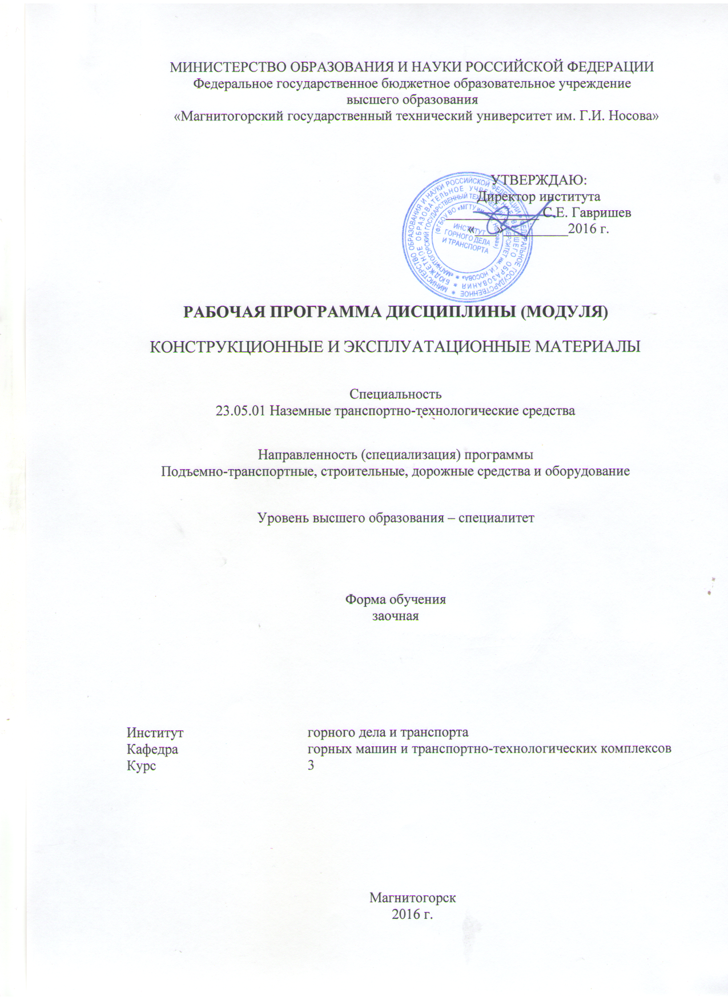 МИНИСТЕРСТВО ОБРАЗОВАНИЯ И НАУКИ РОССИЙСКОЙ ФЕДЕРАЦИИ
Федеральное государственное бюджетное образовательное учреждение
высшего образования
«Магнитогорский государственный технический университет им. Г.И. Носова»
УТВЕРЖДАЮ:
Директор института
С.Е. Гавришев
«___»_________2016 г.
МИНИСТЕРСТВО ОБРАЗОВАНИЯ И НАУКИ РОССИЙСКОЙ ФЕДЕРАЦИИ ★ ФЕДЕРАЛЬНОЕ ГОСУДАРСТВЕННОЕ ★
БЮДЖЕТНОЕ ОБРАЗОВАТЕЛЬНОЕ УЧРЕЖДЕНИЕ ВЫСШЕГО ОБРАЗОВАНИЯ ★
«МАГНИТОГОРСКИЙ ГОСУДАРСТВЕННЫЙ ТЕХНИЧЕСКИЙ УНИВЕРСИТЕТ им. Г.И. НОСОВА» ★
(ФГБОУ ВО «МГТУ им. Г.И. Носова»)
ИНСТИТУТ
ГОРНОГО ДЕЛА
И ТРАНСПОРТА
РАБОЧАЯ ПРОГРАММА ДИСЦИПЛИНЫ (МОДУЛЯ)
КОНСТРУКЦИОННЫЕ И ЭКСПЛУАТАЦИОННЫЕ МАТЕРИАЛЫ
Специальность
23.05.01 Наземные транспортно-технологические средства
Направленность (специализация) программы
Подъемно-транспортные, строительные, дорожные средства и оборудование
Уровень высшего образования – специалитет
Форма обучения
заочная
Институт горного дела и транспорта
Кафедра горных машин и транспортно-технологических комплексов
Курс 3
Магнитогорск
2016 г.